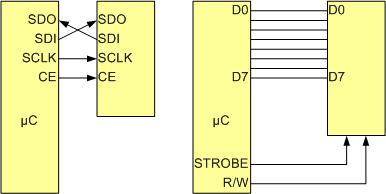 SDO SDO
SDI SDI
SCLK SCLK
CE CE
µC
D0 D0
D7 D7
µC
STROBE
R/W